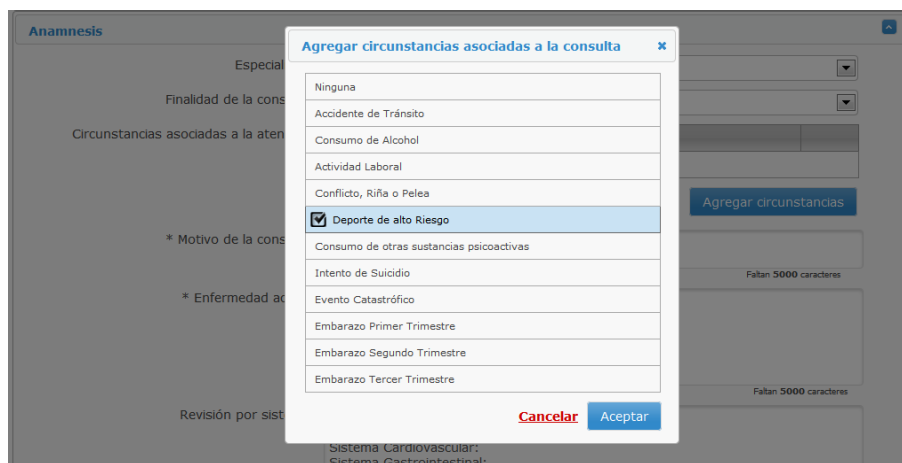 Anamnesis
Agregar circunstancias asociadas a la consulta
Especial
Ninguna
Finalidad de la cons
Accidente de Tránsito
Circunstancias asociadas a la aten
Consumo de Alcohol
Actividad Laboral
Conflicto, Riña o Pelea
Agregar circunstancias
Deporte de alto Riesgo
* Motivo de la cons
Consumo de otras sustancias psicoactivas
Intento de Suicidio
Faltan 5000 caracteres
* Enfermedad ac
Evento Catastrófico
Embarazo Primer Trimestre
Embarazo Segundo Trimestre
Embarazo Tercer Trimestre
Faltan 5000 caracteres
Revisión por sist
Cancelar Aceptar
Sistema Cardiovascular:
Sistema Gastrointestinal: